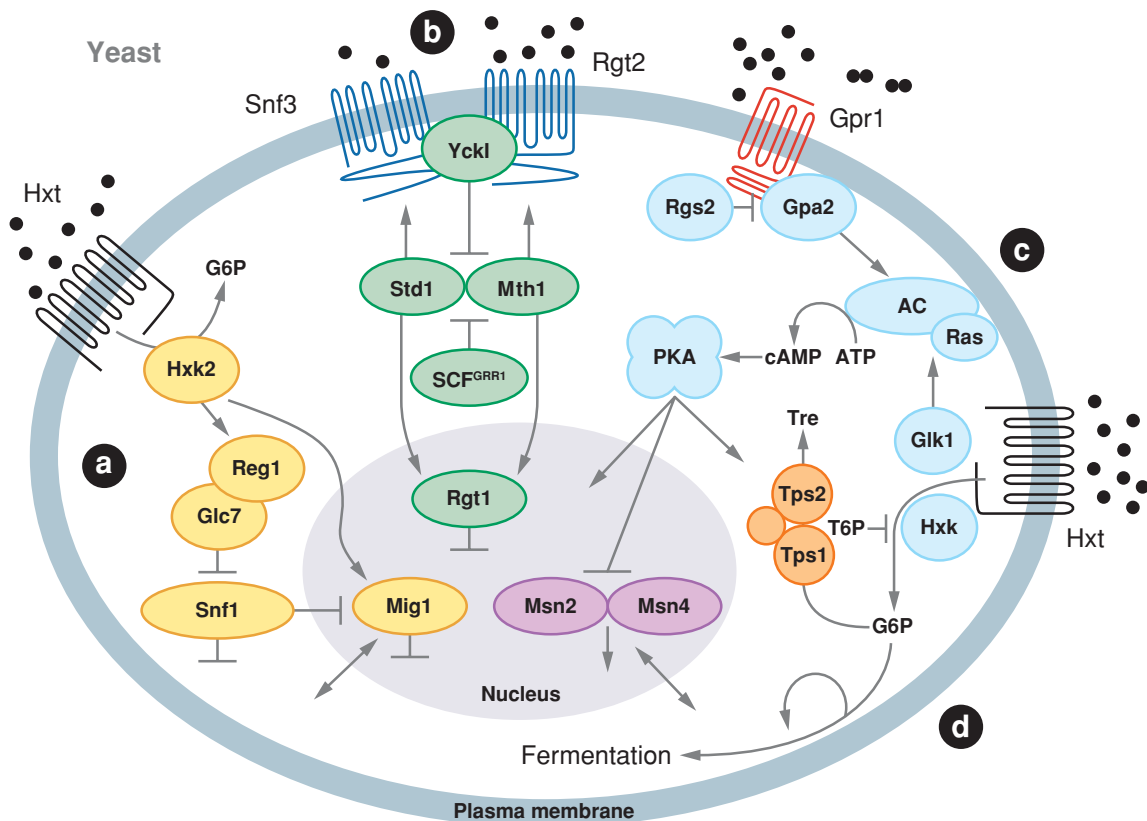 Yeast
b
Rgt2
Snf3
Gpr1
YckI
Hxt
Rgs2
Gpa2
c
G6P
Std1
Mth1
AC
Ras
Hxk2
SCFGRR1
PKA
cAMP
ATP
Tre
Glk1
a
Reg1
Tps2
Rgt1
Glc7
T6P
Hxk
Tps1
Hxt
Snf1
Mig1
Msn2
Msn4
G6P
Nucleus
d
Fermentation
Plasma membrane